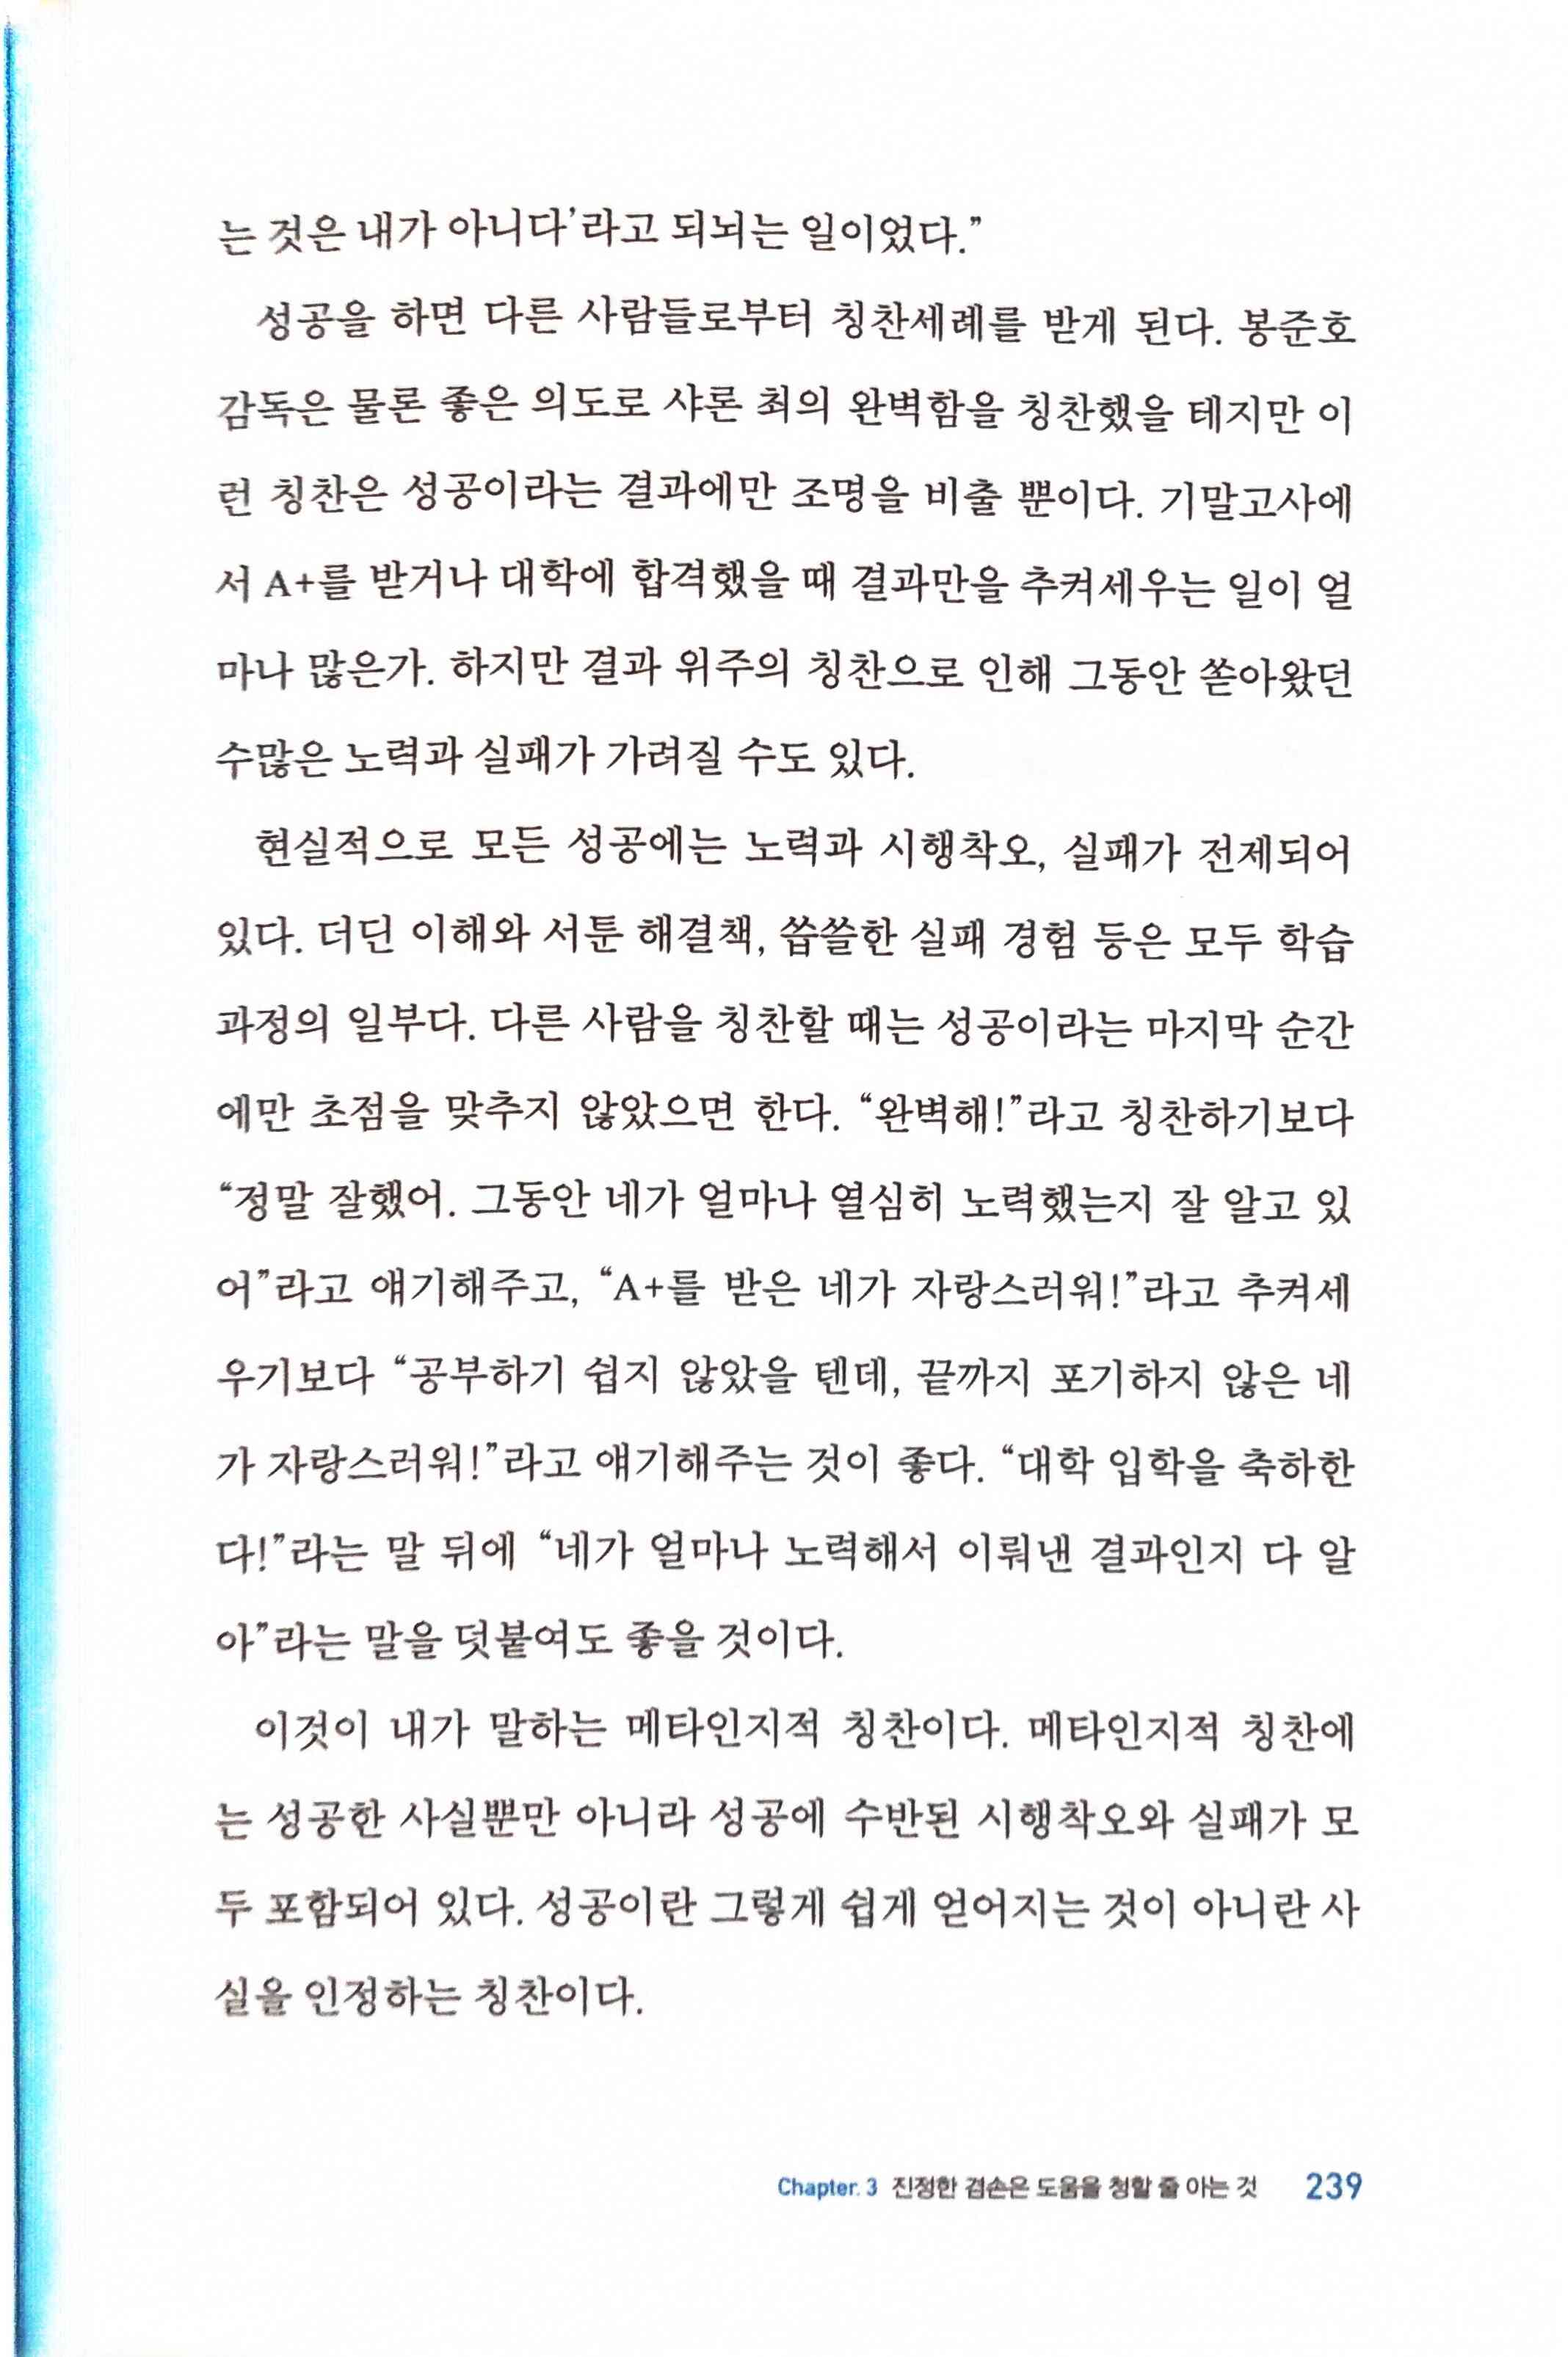 는 것은 내가 아니다’라고 되뇌는 일이었다.”
성공을 하면 다른 사람들로부터 칭찬세례를 받게 된다. 봉준호
감독은 물론 좋은 의도로 샤론 최의 완벽함을 칭찬했을 테지만 이
런 칭찬은 성공이라는 결과에만 조명을 비출 뿐이다. 기말고사에
서 A+를 받거나 대학에 합격했을 때 결과만을 추켜세우는 일이 얼
마나 많은가. 하지만 결과 위주의 칭찬으로 인해 그동안 쏟아왔던
수많은 노력과 실패가 가려질 수도 있다.
현실적으로 모든 성공에는 노력과 시행착오, 실패가 전제되어
있다. 더딘 이해와 서툰 해결책, 씁쓸한 실패 경험 등은 모두 학습
과정의 일부다. 다른 사람을 칭찬할 때는 성공이라는 마지막 순간
에만 초점을 맞추지 않았으면 한다. “완벽해!”라고 칭찬하기보다
“정말 잘했어. 그동안 네가 얼마나 열심히 노력했는지 잘 알고 있
어”라고 얘기해주고, “A+를 받은 네가 자랑스러워!”라고 추켜세
우기보다 “공부하기 쉽지 않았을 텐데, 끝까지 포기하지 않은 네
가 자랑스러워!”라고 얘기해주는 것이 좋다. “대학 입학을 축하한
다!”라는 말 뒤에 “네가 얼마나 노력해서 이뤄낸 결과인지 다 알
아”라는 말을 덧붙여도 좋을 것이다.
이것이 내가 말하는 메타인지적 칭찬이다. 메타인지적 칭찬에
는 성공한 사실뿐만 아니라 성공에 수반된 시행착오와 실패가 모
두 포함되어 있다. 성공이란 그렇게 쉽게 얻어지는 것이 아니란 사
실을 인정하는 칭찬이다.
Chapter. 3 진정한 겸손은 도움을 청할 줄 아는 것 239